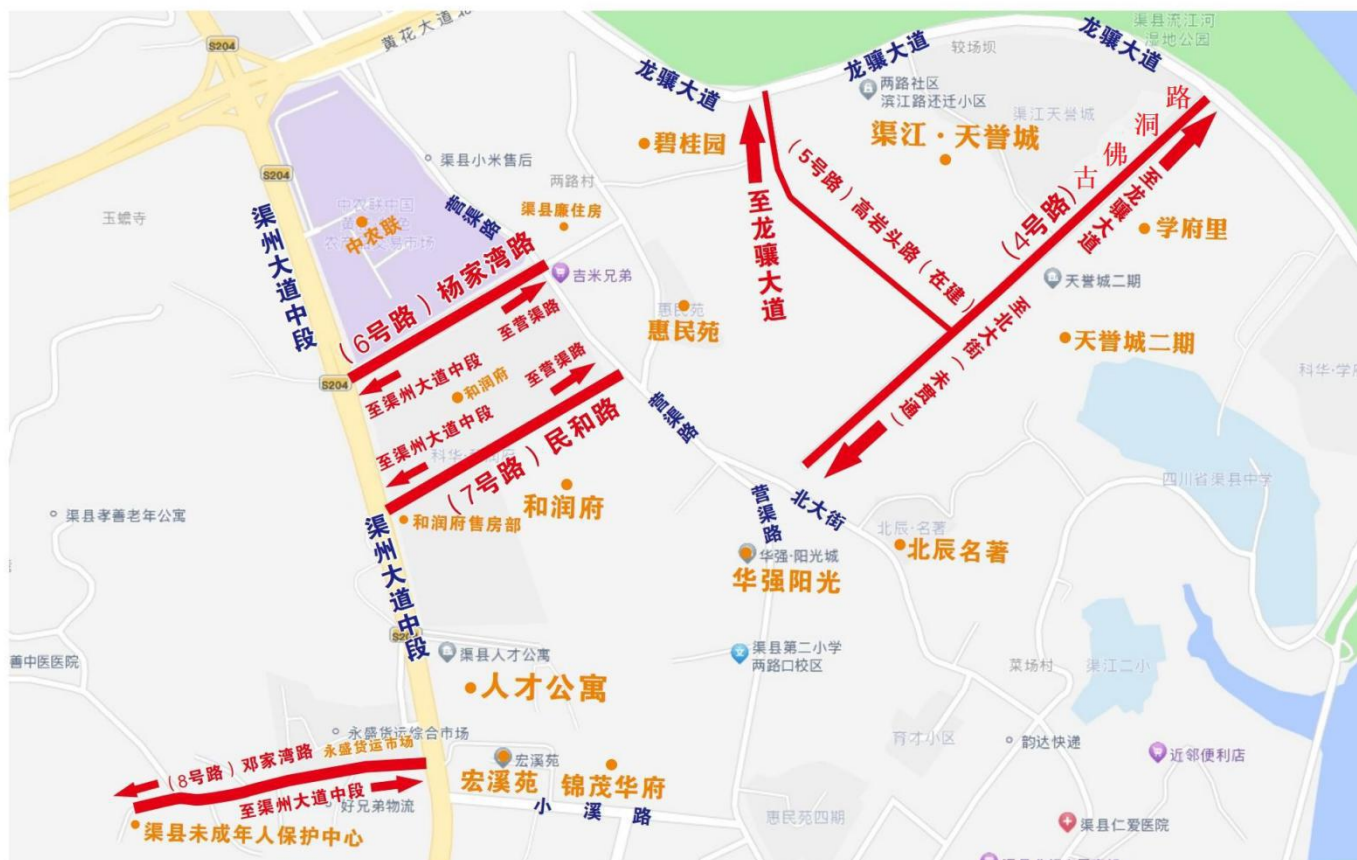 S204
黄花大道北
龙骧大道
龙骧大道
龙骧大道
渠县流江河
湿地公园
较场坝
两路社区
滨江路还迁小区
渠江天誉城
渠江·天誉城
碧桂园
渠县小米售后
两路村
渠县廉住房
营渠路
S204
玉蟾寺
渠州大道中段
中农联
吉米兄弟
(6号路)杨家湾路
至营渠路
至渠州大道中段
惠民苑
惠民苑
至龙骧大道
(5号路)高岩头路(在建)
(4号路)
古佛洞路
至龙骧大道
至北大街(未贯通)
学府里
天誉城二期
天誉城二期
S204
和润府
至营渠路
至渠州大道中段
(7号路)民和路
营渠路
和润府
和润府售房部
渠州大道中段
渠县孝善老年公寓
营渠路
北大街
华强·阳光城
华强阳光
北辰·名著
北辰名著
四川省渠县中学
善中医医院
渠县人才公寓
人才公寓
渠县第二小学
两路口校区
菜场村
渠江二小
永盛货运综合市场
永盛货运市场
(8号路)邓家湾路
至渠州大道中段
好兄弟物流
渠县未成年人保护中心
宏溪苑
宏溪苑
锦茂华府
小溪路
育才小区
韵达快递
近邻便利店
惠民苑四期
渠县仁爱医院